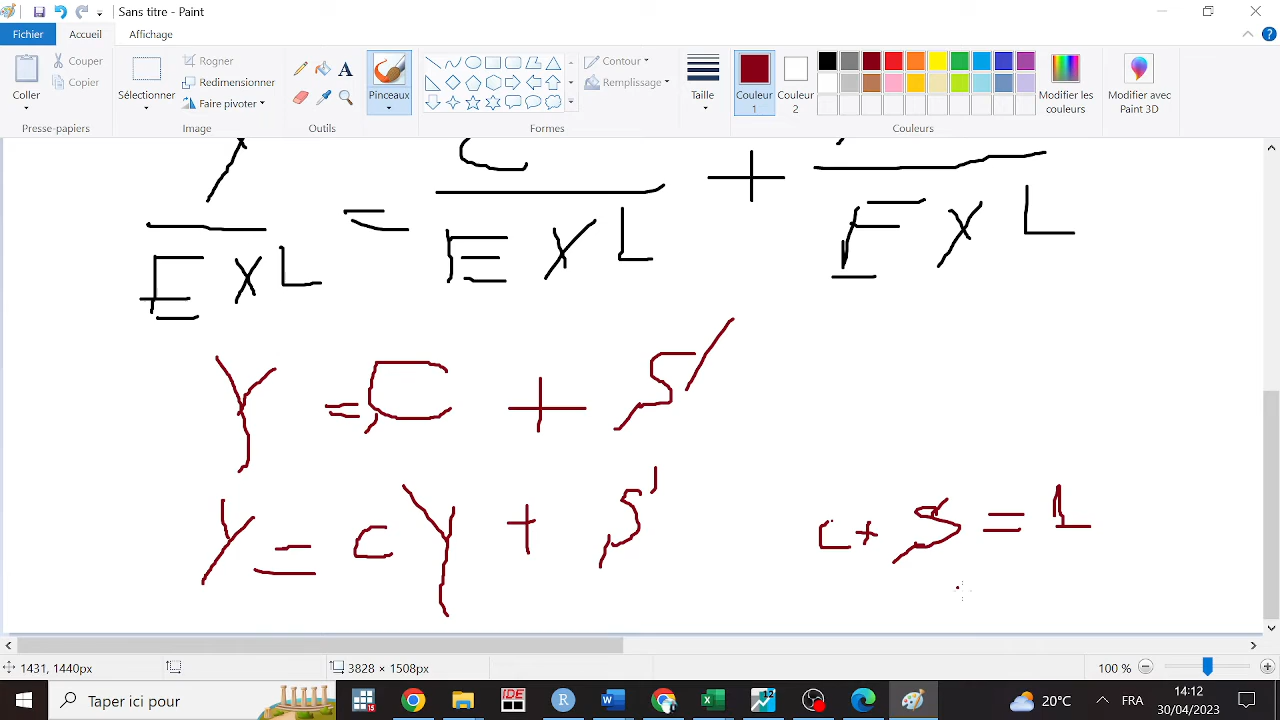 Sans titre - Paint
Fichier Accueil Affichage
Coller
Couper
Copier
Presse-papiers
Sélectionner
Rogner
Redimensionner
Faire pivoter
Image
Pinceaux
Outils
Contour
Remplissage
Formes
Taille
Couleur 1
Couleur 2
Modifier les couleurs
Modifier avec Paint 3D
Couleurs
E x L = E x L + E x L
Y = C + S'
Y = cY + S'
c + S = 1
1431, 1440px 3828 × 1508px 100 %
Tapez ici pour 20°C FRA 14:12
30/04/2023